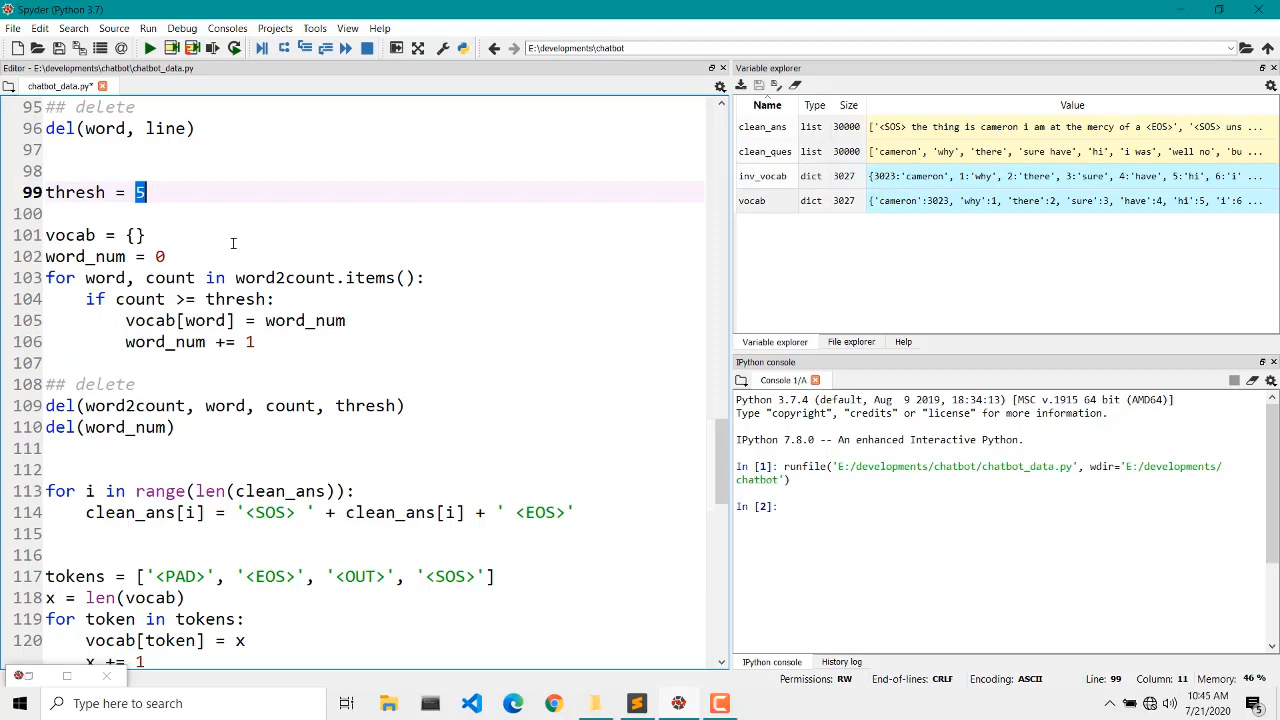 Spyder (Python 3.7)
File Edit Search Source Run Debug Consoles Projects Tools View Help
E:\developments\chatbot
Editor - E:\developments\chatbot\chatbot_data.py
chatbot_data.py*
95 ## delete
96 del(word, line)
97
98
99 thresh = 5
100
101 vocab = {}
102 word_num = 0
103 for word, count in word2count.items():
104     if count >= thresh:
105         vocab[word] = word_num
106         word_num += 1
107
108 ## delete
109 del(word2count, word, count, thresh)
110 del(word_num)
111
112
113 for i in range(len(clean_ans)):
114     clean_ans[i] = '<SOS> ' + clean_ans[i] + ' <EOS>'
115
116
117 tokens = ['<PAD>', '<EOS>', '<OUT>', '<SOS>']
118 x = len(vocab)
119 for token in tokens:
120     vocab[token] = x
x += 1
Variable explorer
Name Type Size Value
clean_ans list 30000 ['<SOS> the thing is cameron i am at the mercy of a <EOS>', '<SOS> uns ...
clean_ques list 30000 ['cameron', 'why', 'there', 'sure have', 'hi', 'i was', 'well no', 'bu ...
inv_vocab dict 3027 {3023:'cameron', 1:'why', 2:'there', 3:'sure', 4:'have', 5:'hi', 6:'i' ...
vocab dict 3027 {'cameron':3023, 'why':1, 'there':2, 'sure':3, 'have':4, 'hi':5, 'i':6 ...
Variable explorer File explorer Help
IPython console
Console 1/A
Python 3.7.4 (default, Aug  9 2019, 18:34:13) [MSC v.1915 64 bit (AMD64)]
Type "copyright", "credits" or "license" for more information.
IPython 7.8.0 -- An enhanced Interactive Python.
In [1]: runfile('E:/developments/chatbot/chatbot_data.py', wdir='E:/developments/
chatbot')
In [2]:
IPython console History log
Permissions: RW End-of-lines: CRLF Encoding: ASCII Line: 99 Column: 11 Memory: 46 %
Type here to search
10:45 AM
7/21/2020
5